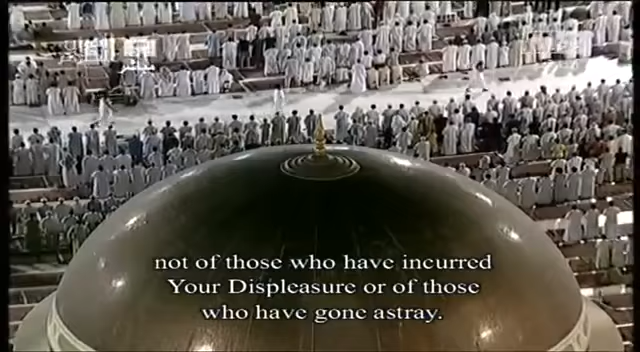 not of those who have incurred
Your Displeasure or of those
who have gone astray.